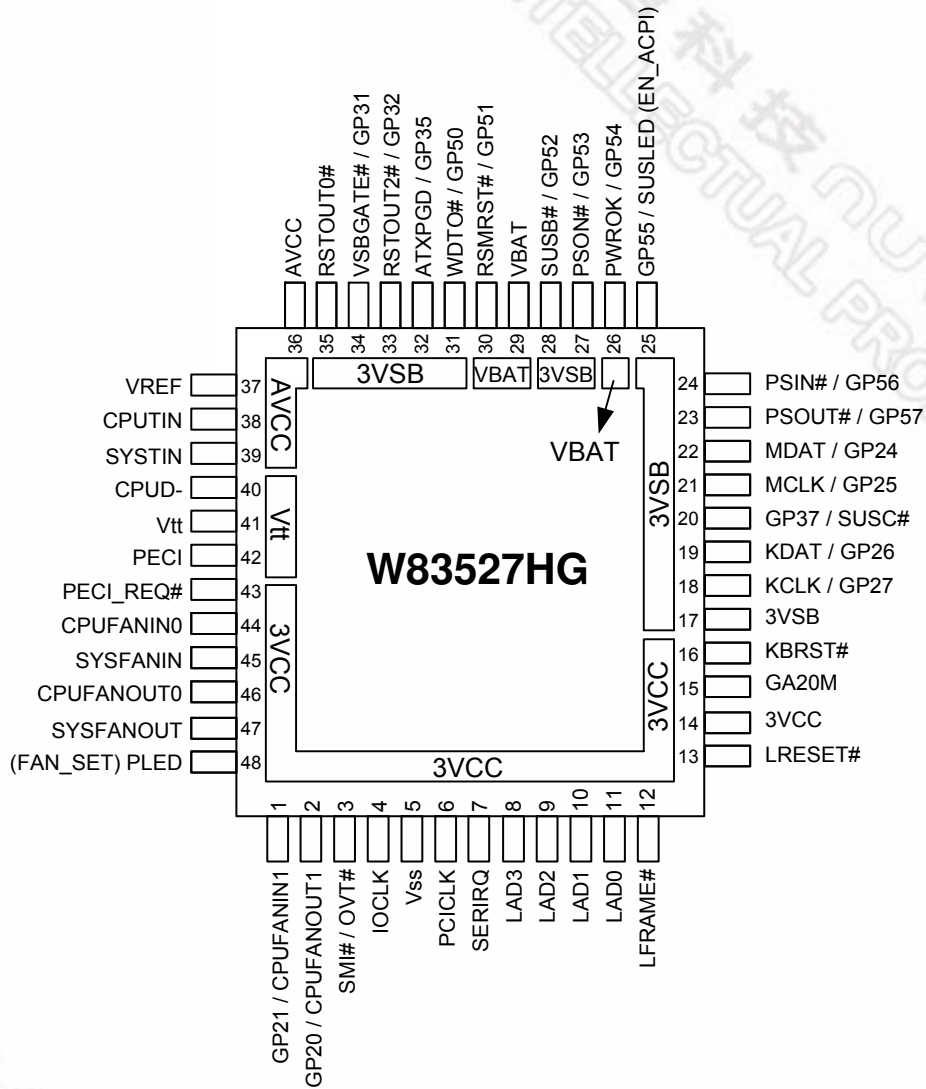 科技 nu
TELLECTUAL PRO
AVCC
RSTOUT0#
VSBGATE# / GP31
RSTOUT2# / GP32
ATXPGD / GP35
WDTO# / GP50
RSMRST# / GP51
VBAT
SUSB# / GP52
PSON# / GP53
PWROK / GP54
GP55 / SUSLED (EN_ACPI)
36
35
34
33
32
31
30
29
28
27
26
25
3VSB
VBAT
3VSB
VBAT
AVCC
Vtt
3VCC
3VSB
3VCC
3VCC
W83527HG
VREF 37
CPUTIN 38
SYSTIN 39
CPUD- 40
Vtt 41
PECI 42
PECI_REQ# 43
CPUFANIN0 44
SYSFANIN 45
CPUFANOUT0 46
SYSFANOUT 47
(FAN_SET) PLED 48
24 PSIN# / GP56
23 PSOUT# / GP57
22 MDAT / GP24
21 MCLK / GP25
20 GP37 / SUSC#
19 KDAT / GP26
18 KCLK / GP27
17 3VSB
16 KBRST#
15 GA20M
14 3VCC
13 LRESET#
1
2
3
4
5
6
7
8
9
10
11
12
GP21 / CPUFANIN1
GP20 / CPUFANOUT1
SMI# / OVT#
IOCLK
Vss
PCICLK
SERIRQ
LAD3
LAD2
LAD1
LAD0
LFRAME#